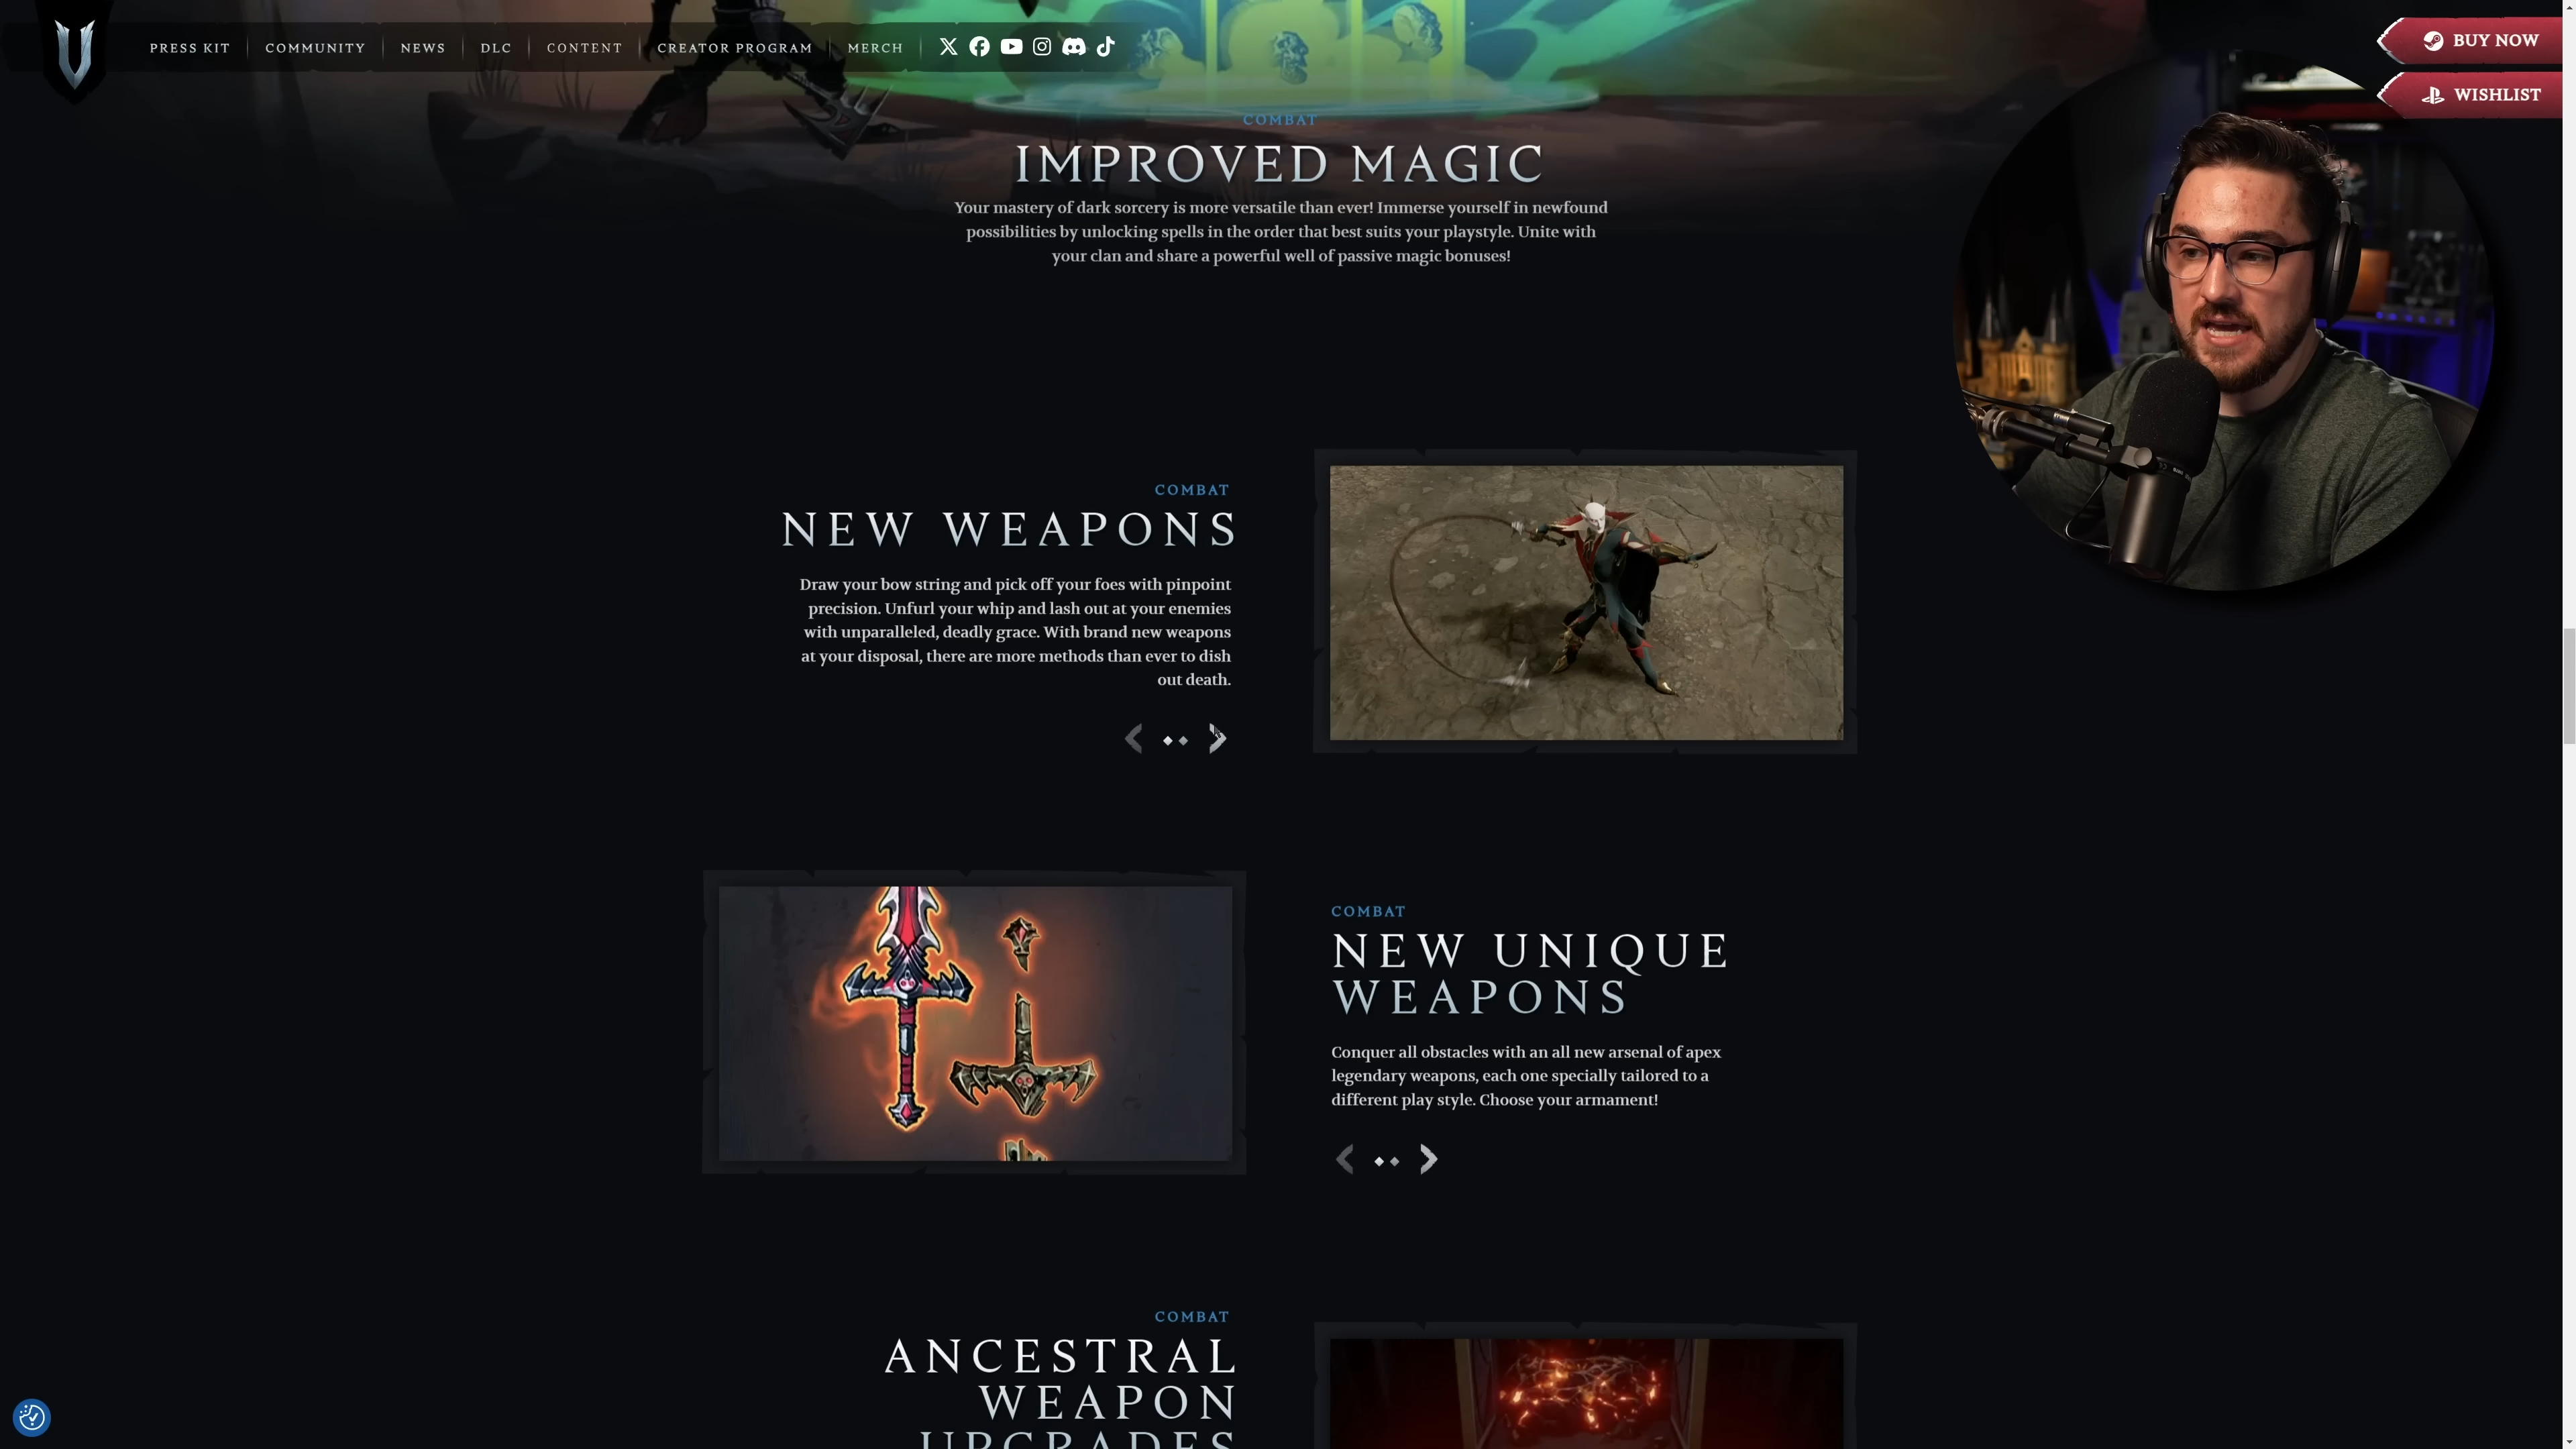 PRESS KIT
COMMUNITY
NEWS
DLC
CONTENT
CREATOR PROGRAM
MERCH
BUY NOW
WISHLIST
COMBAT
IMPROVED MAGIC
Your mastery of dark sorcery is more versatile than ever! Immerse yourself in newfound
possibilities by unlocking spells in the order that best suits your playstyle. Unite with
your clan and share a powerful well of passive magic bonuses!
COMBAT
NEW WEAPONS
Draw your bow string and pick off your foes with pinpoint
precision. Unfurl your whip and lash out at your enemies
with unparalleled, deadly grace. With brand new weapons
at your disposal, there are more methods than ever to dish
out death.
COMBAT
NEW UNIQUE
WEAPONS
Conquer all obstacles with an all new arsenal of apex
legendary weapons, each one specially tailored to a
different play style. Choose your armament!
COMBAT
ANCESTRAL
WEAPON
UPGRADES